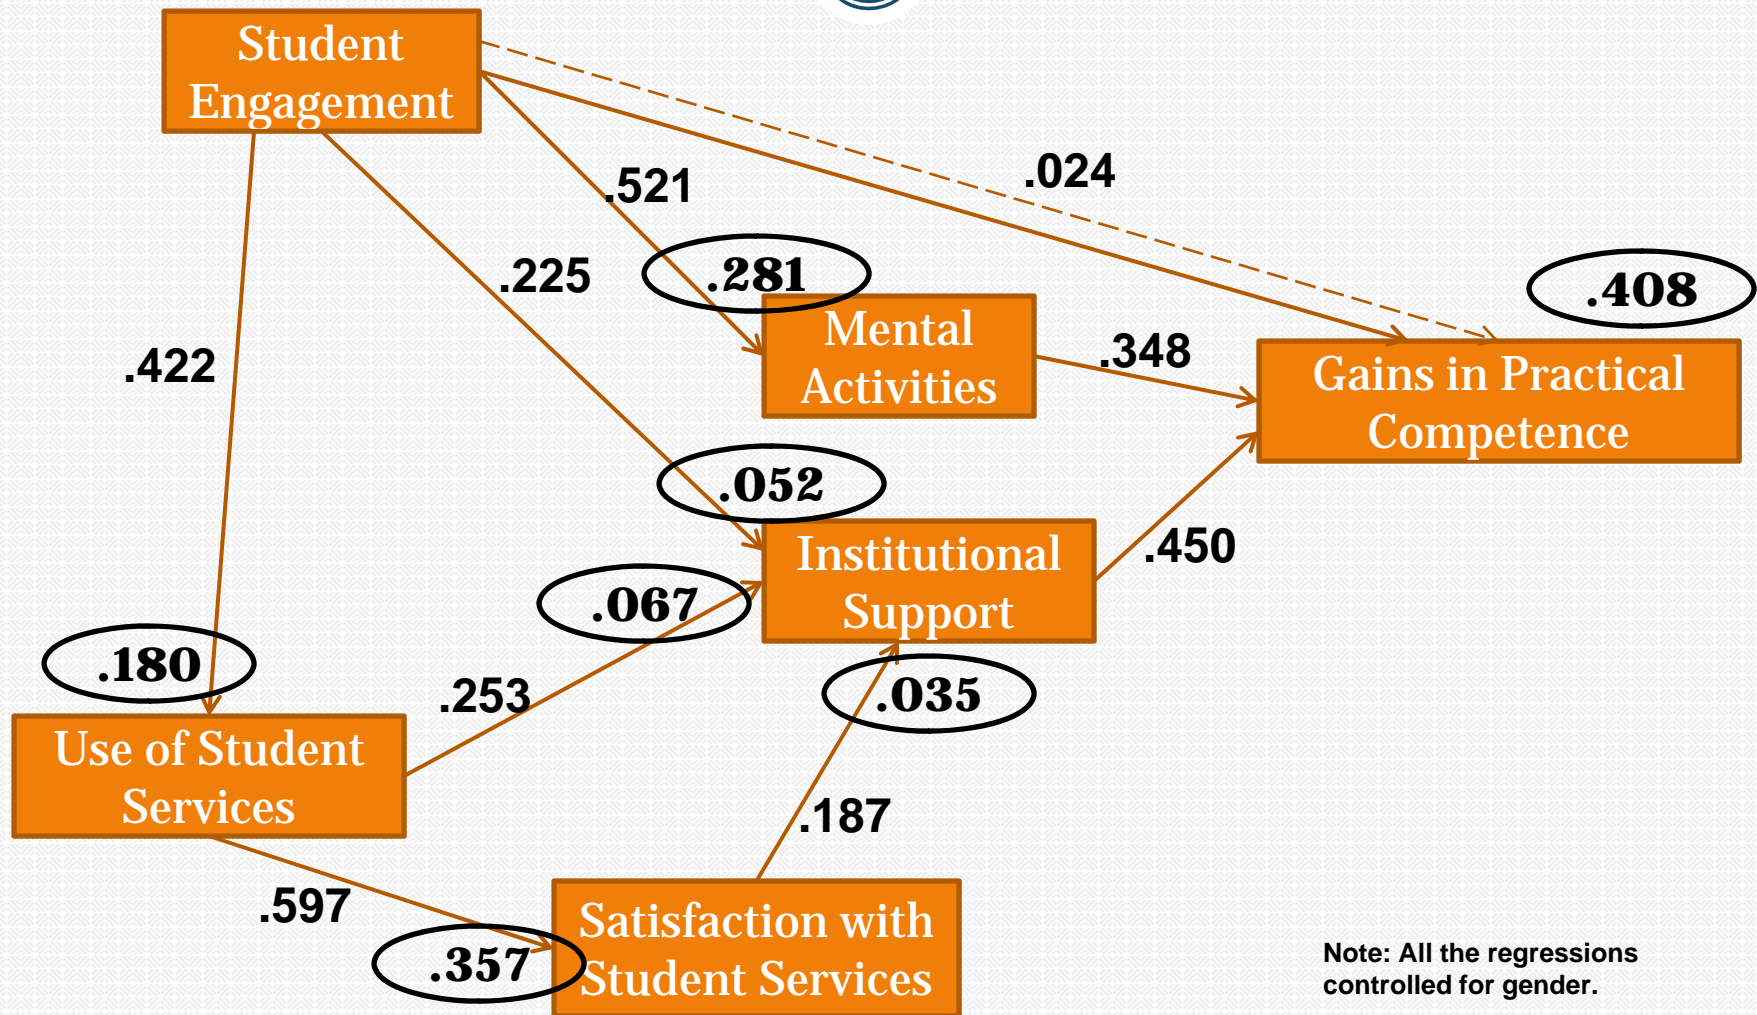 Student
Engagement
.024
.521
.225
.281
.408
Mental
Activities
.348
Gains in Practical
Competence
.422
.052
Institutional
Support
.450
.067
.180
.253
.035
Use of Student
Services
.187
.597
Satisfaction with
Student Services
.357
Note: All the regressions
controlled for gender.